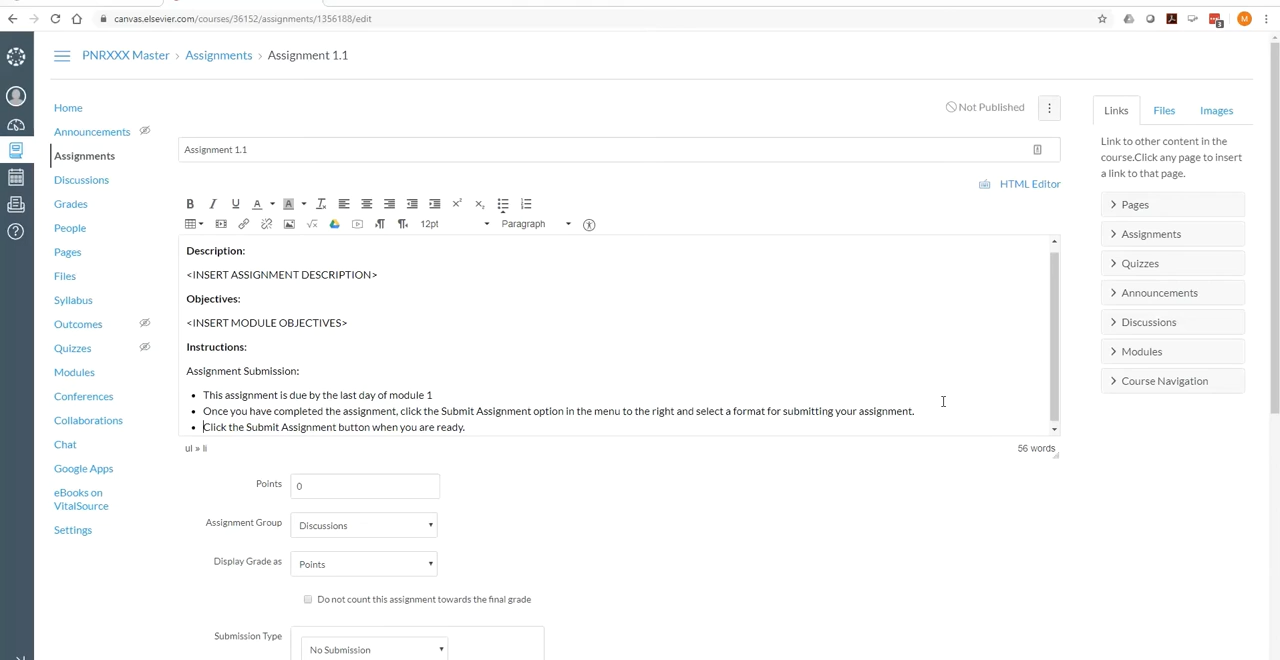 canvas.elsevier.com/courses/36152/assignments/1356188/edit
3
M
PNRXXX Master > Assignments > Assignment 1.1
Home
Announcements
Assignments
Discussions
Grades
People
Pages
Files
Syllabus
Outcomes
Quizzes
Modules
Conferences
Collaborations
Chat
Google Apps
eBooks on
VitalSource
Settings
Not Published
Assignment 1.1
HTML Editor
B I U A A
12pt Paragraph
Description:
<INSERT ASSIGNMENT DESCRIPTION>
Objectives:
<INSERT MODULE OBJECTIVES>
Instructions:
Assignment Submission:
• This assignment is due by the last day of module 1
• Once you have completed the assignment, click the Submit Assignment option in the menu to the right and select a format for submitting your assignment.
• Click the Submit Assignment button when you are ready.
ul » li
56 words
Points 0
Assignment Group Discussions
Display Grade as Points
Do not count this assignment towards the final grade
Submission Type No Submission
Links Files Images
Link to other content in the
course.Click any page to insert
a link to that page.
Pages
Assignments
Quizzes
Announcements
Discussions
Modules
Course Navigation